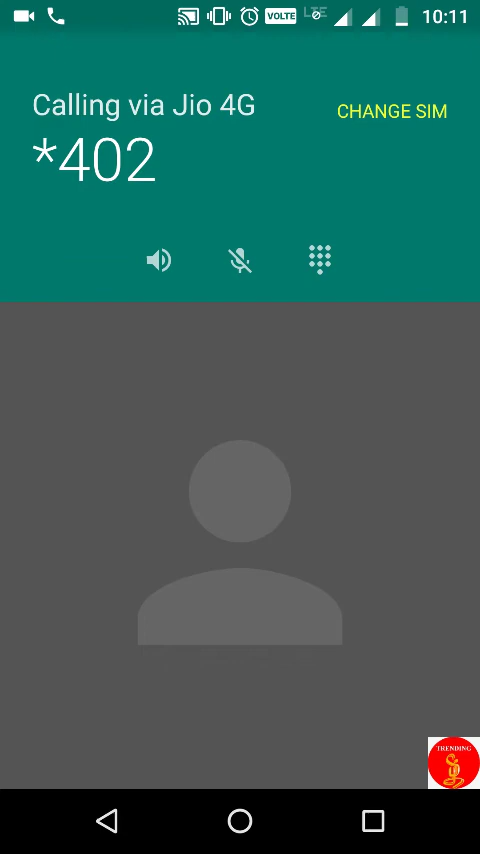 VOLTE
LTE
10:11
Calling via Jio 4G
CHANGE SIM
*402
TRENDING